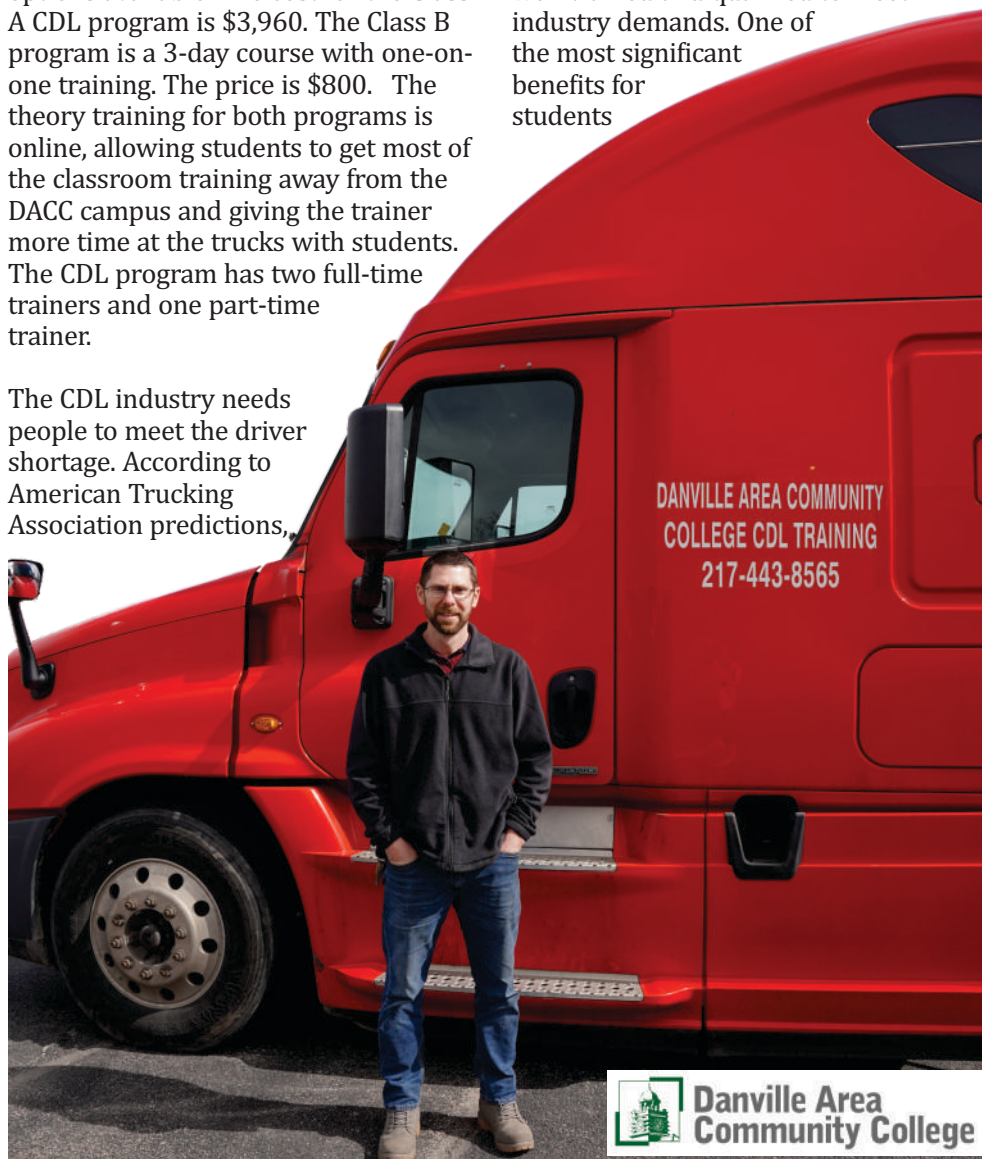 A CDL program is $3,960. The Class B
program is a 3-day course with one-on-
one training. The price is $800. The
theory training for both programs is
online, allowing students to get most of
the classroom training away from the
DACC campus and giving the trainer
more time at the trucks with students.
The CDL program has two full-time
trainers and one part-time
trainer.
The CDL industry needs
people to meet the driver
shortage. According to
American Trucking
Association predictions,
industry demands. One of
the most significant
benefits for
students
DANVILLE AREA COMMUNITY
COLLEGE CDL TRAINING
217-443-8565
Danville Area
Community College